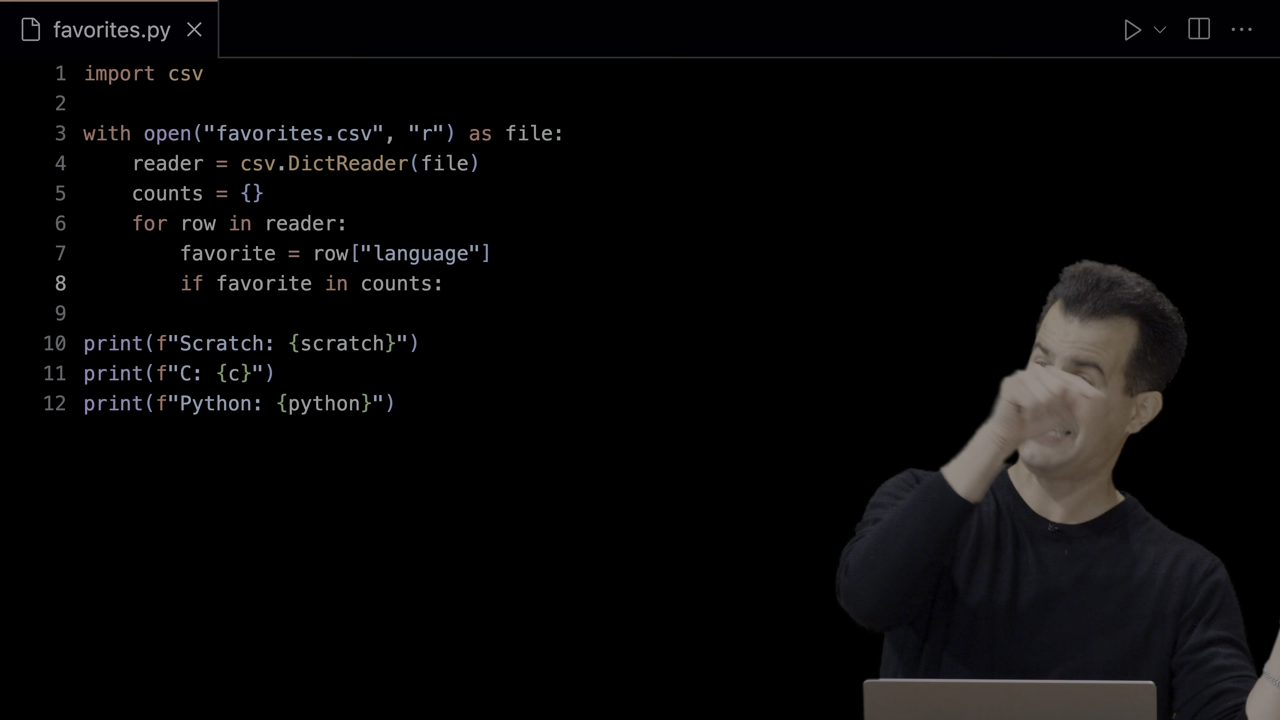 favorites.py
1 import csv
2
3 with open("favorites.csv", "r") as file:
4     reader = csv.DictReader(file)
5     counts = {}
6     for row in reader:
7         favorite = row["language"]
8         if favorite in counts:
9
10 print(f"Scratch: {scratch}")
11 print(f"C: {c}")
12 print(f"Python: {python}")